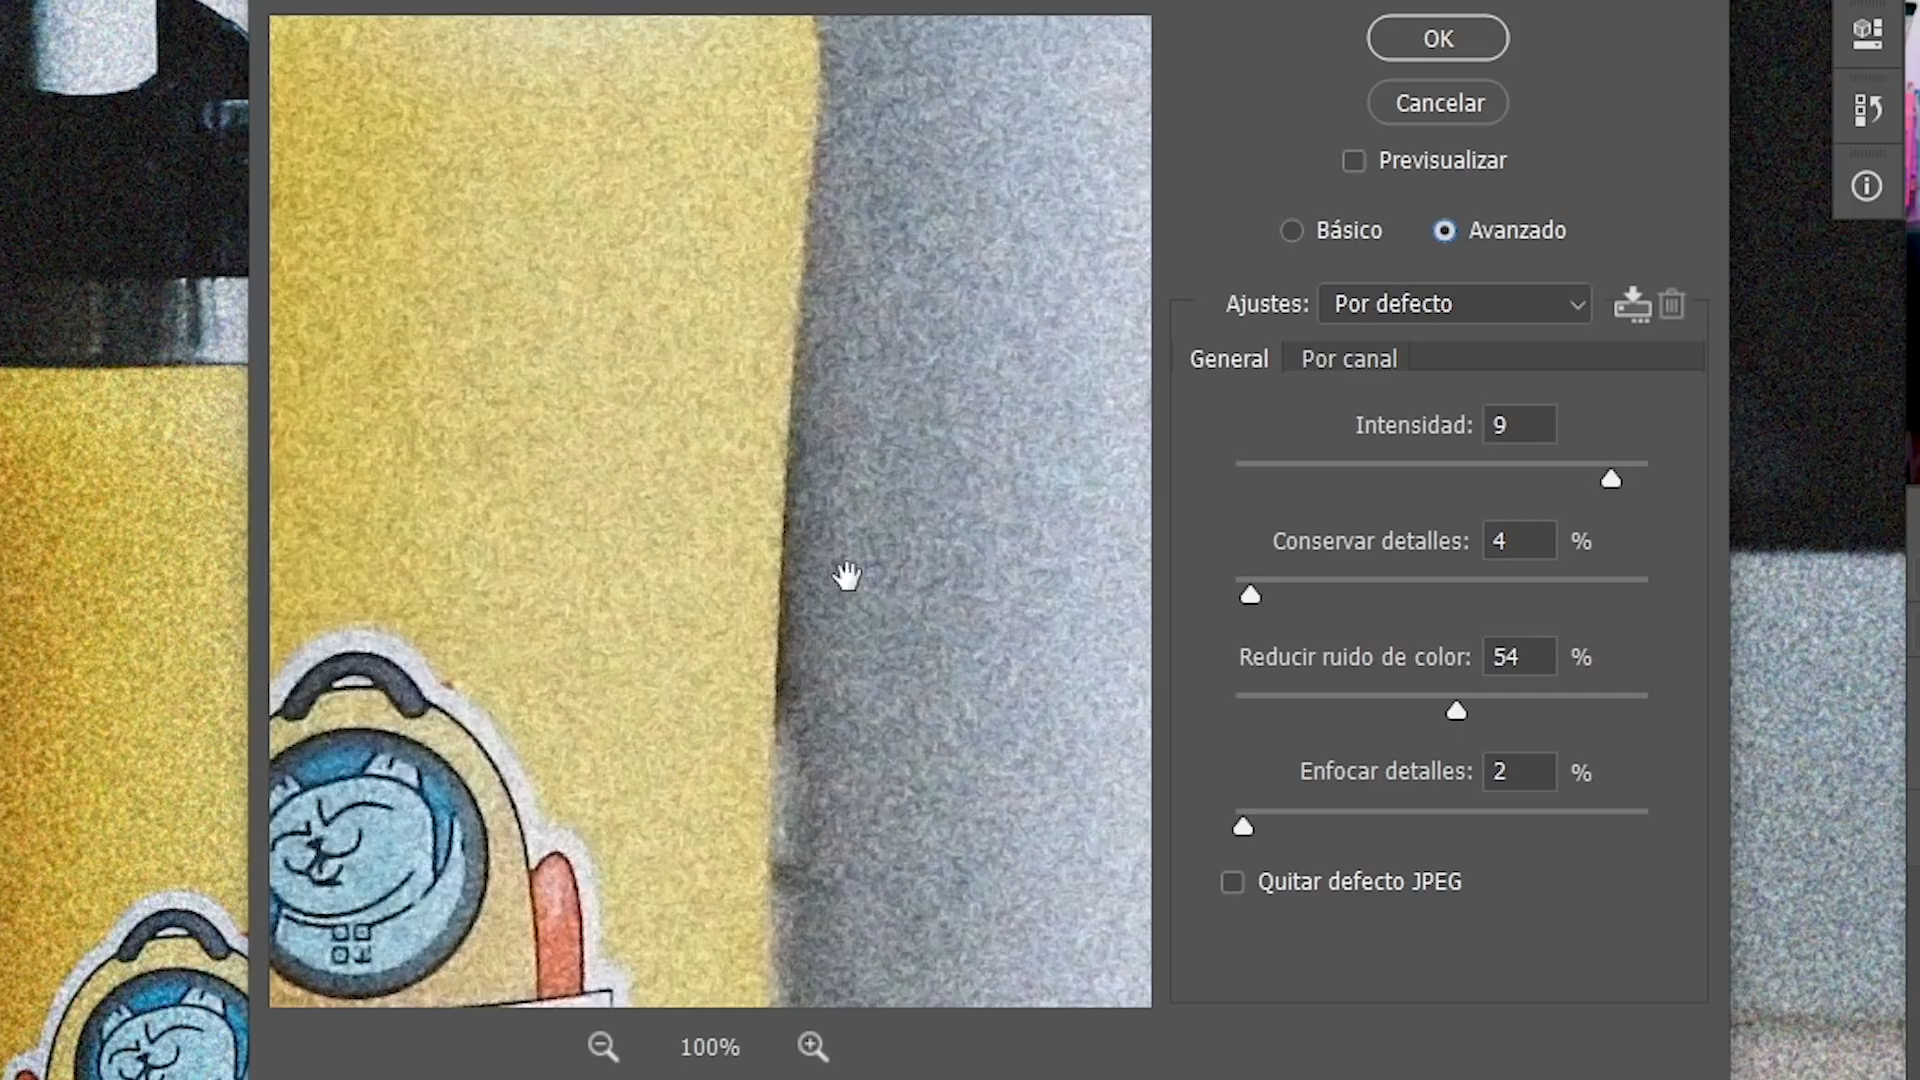 OK
Cancelar
Previsualizar
Básico
Avanzado
Ajustes: Por defecto
General
Por canal
Intensidad: 9
Conservar detalles: 4 %
Reducir ruido de color: 54 %
Enfocar detalles: 2 %
Quitar defecto JPEG
100%